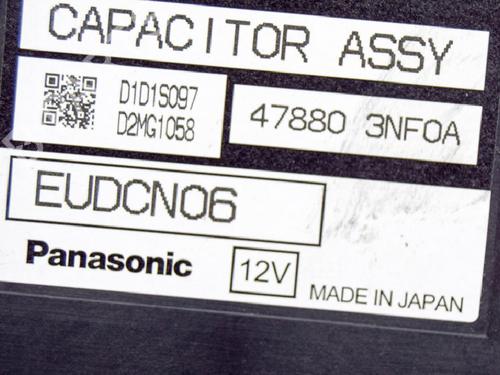 CAPACITOR ASSY
D1D1S097
D2MG1058
47880 3NF0A
EUDCN06
Panasonic
12V
MADE IN JAPAN